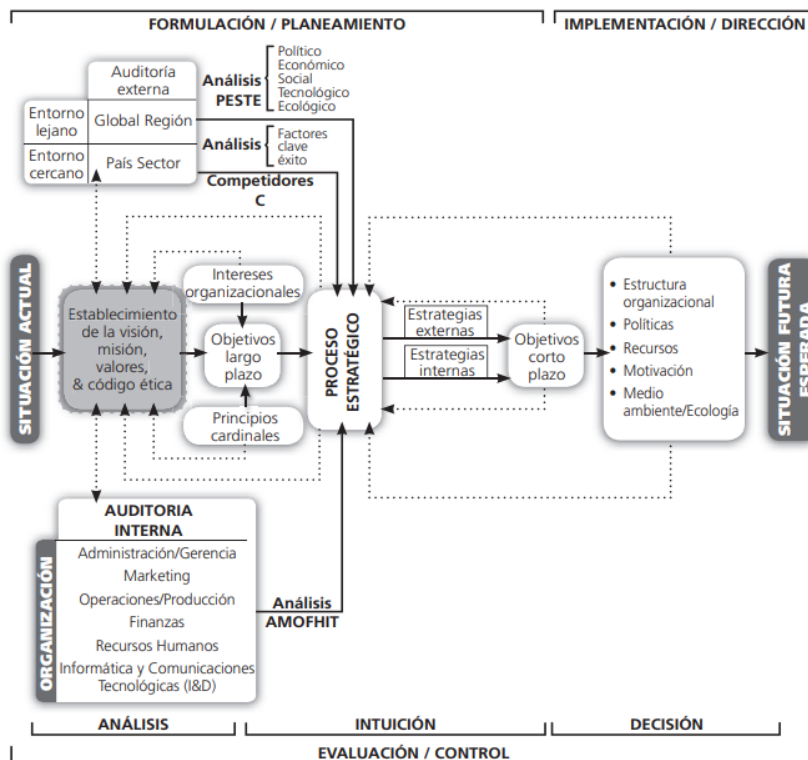 FORMULACIÓN / PLANEAMIENTO
IMPLEMENTACIÓN / DIRECCIÓN
Auditoría
externa
Entorno
lejano
Global Región
Entorno
cercano
País Sector
Análisis
PESTE
Político
Económico
Social
Tecnológico
Ecológico
Análisis
Factores
clave
éxito
Competidores
C
SITUACIÓN ACTUAL
Establecimiento
de la visión,
misión,
valores,
& código ética
Intereses
organizacionales
Objetivos
largo
plazo
Principios
cardinales
PROCESO
ESTRATÉGICO
Estrategias
externas
Estrategias
internas
Objetivos
corto
plazo
• Estructura
organizacional
• Políticas
• Recursos
• Motivación
• Medio
ambiente/Ecología
SITUACIÓN FUTURA
ESPERADA
AUDITORIA
INTERNA
ORGANIZACIÓN
Administración/Gerencia
Marketing
Operaciones/Producción
Finanzas
Recursos Humanos
Informática y Comunicaciones
Tecnológicas (I&D)
Análisis
AMOFHIT
ANÁLISIS
INTUICIÓN
DECISIÓN
EVALUACIÓN / CONTROL